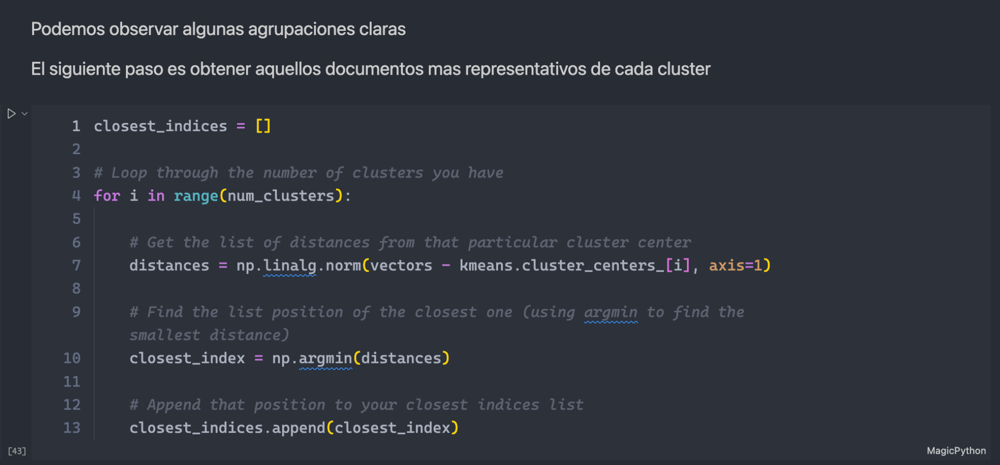 Podemos observar algunas agrupaciones claras
El siguiente paso es obtener aquellos documentos mas representativos de cada cluster
1 closest_indices = []
2
3 # Loop through the number of clusters you have
4 for i in range(num_clusters):
5
6     # Get the list of distances from that particular cluster center
7     distances = np.linalg.norm(vectors - kmeans.cluster_centers_[i], axis=1)
8
9     # Find the list position of the closest one (using argmin to find the
smallest distance)
10     closest_index = np.argmin(distances)
11
12     # Append that position to your closest indices list
13     closest_indices.append(closest_index)
[43]
MagicPython